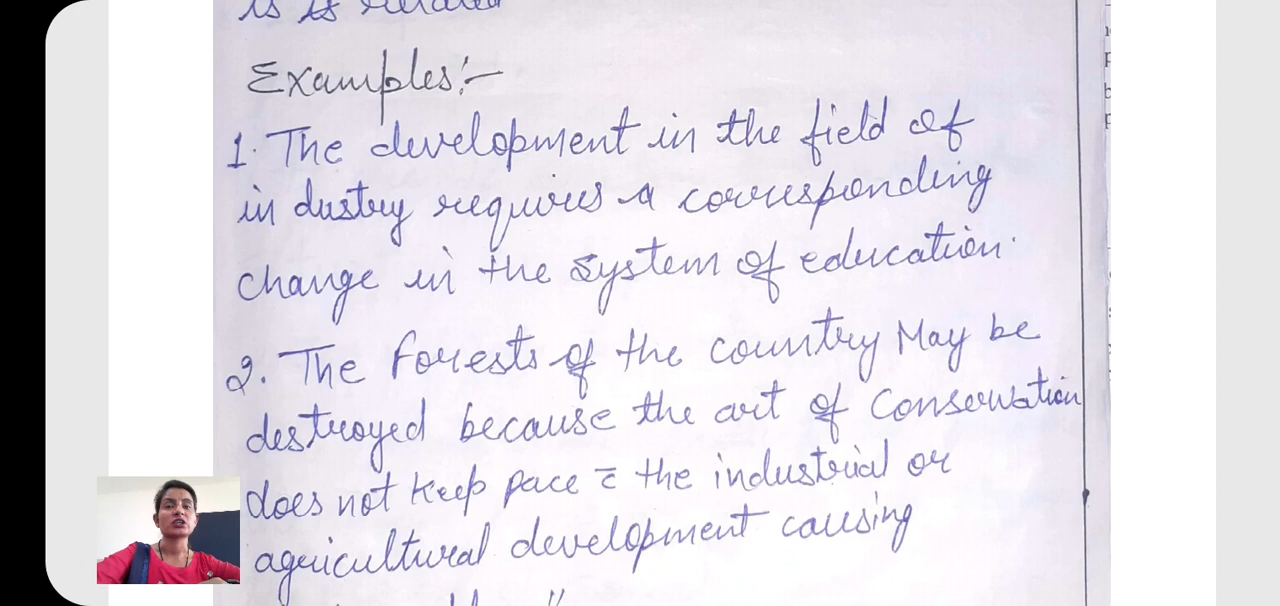 Examples:-
1. The development in the field of
in dustry requires a corresponding
change in the system of education.
2. The forests of the country May be
destroyed because the art of Conservation
does not keep pace c̄ the industrial or
agricultural development causing